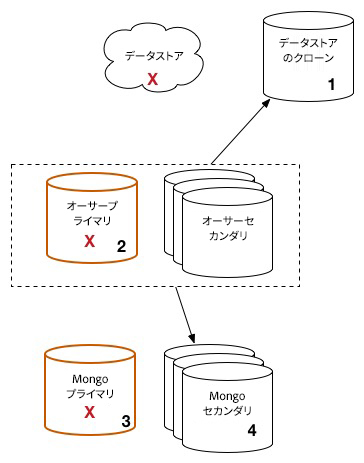 データストア
X
データストア
のクローン
1
オーサープ
ライマリ
X
2
オーサーセ
カンダリ
Mongo
プライマリ
X
3
Mongo
セカンダリ
4